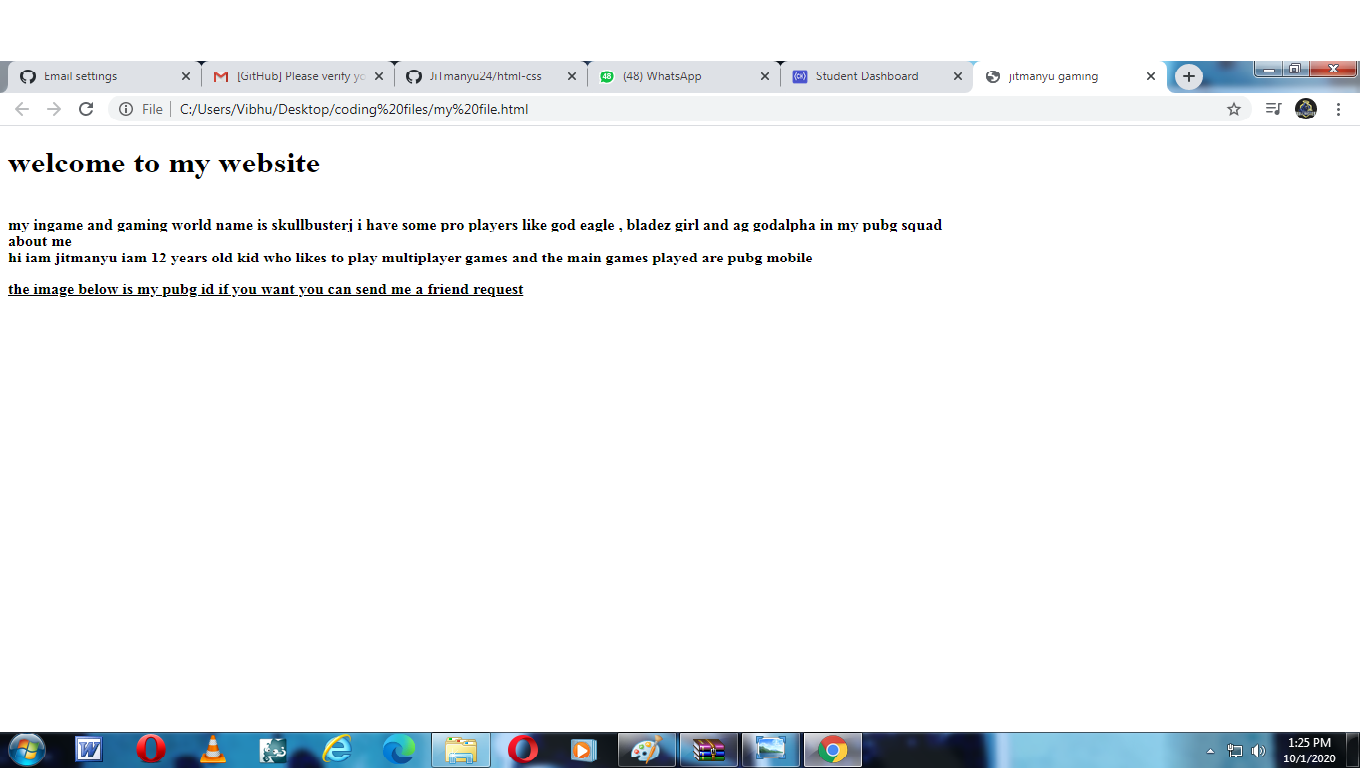 Email settings
[GitHub] Please verify yo
JiTmanyu24/html-css
48
(48) WhatsApp
Student Dashboard
jitmanyu gaming
File
C:/Users/Vibhu/Desktop/coding%20files/my%20file.html
welcome to my website
my ingame and gaming world name is skullbusterj i have some pro players like god eagle , bladez girl and ag godalpha in my pubg squad
about me
hi iam jitmanyu iam 12 years old kid who likes to play multiplayer games and the main games played are pubg mobile
the image below is my pubg id if you want you can send me a friend request
1:25 PM
10/1/2020